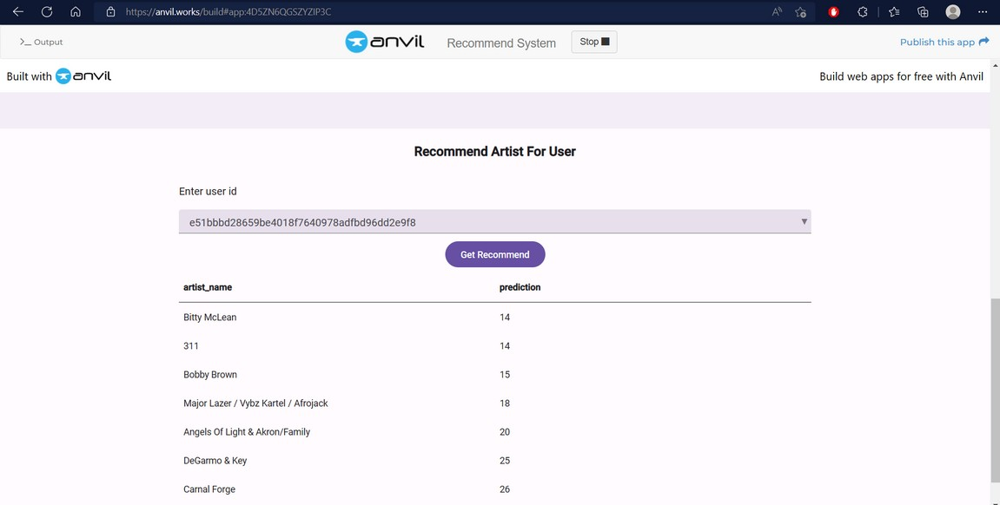 https://anvil.works/build#app:4D5ZN6QGSZYZIP3C
>_ Output
anvil
Recommend System
Stop
Publish this app
Built with anvil
Build web apps for free with Anvil
Recommend Artist For User
Enter user id
e51bbbd28659be4018f7640978adfbd96dd2e9f8
Get Recommend
artist_name prediction
Bitty McLean 14
311 14
Bobby Brown 15
Major Lazer / Vybz Kartel / Afrojack 18
Angels Of Light & Akron/Family 20
DeGarmo & Key 25
Carnal Forge 26